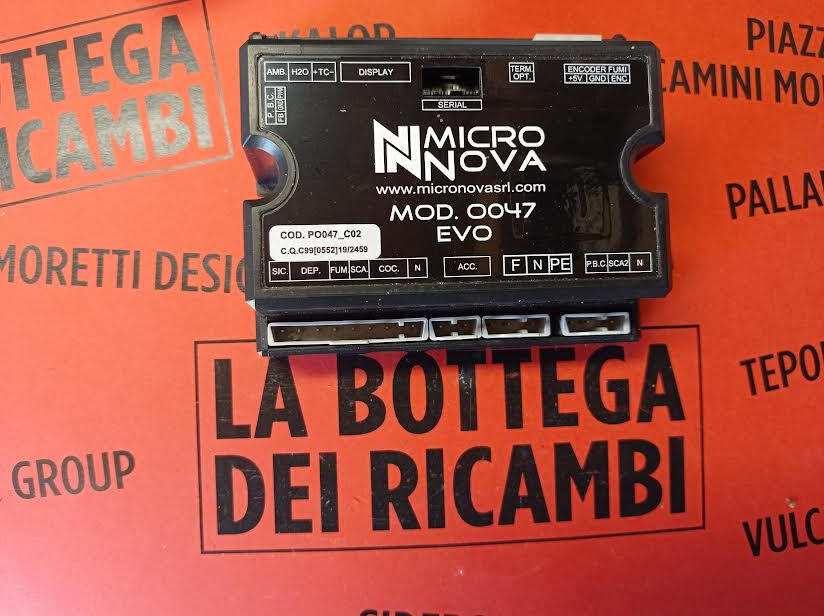 BOTTEGA
RICAMBI
KALOR
PIAZZ
CAMINI MO
PALLA
MORETTI DESIG
AMB. H2O +TC- DISPLAY
TERM. OPT.
ENCODER FUMI
+5V GND ENC
P.B.C.
SERIAL
MICRO
NOVA
www.micronovasrl.com
MOD. 0047
EVO
COD. PO047_C02
C.Q.C99[0552]19/2459
SIC. DEP. FUM. SCA. COC. N ACC. F N PE P.B.C. SCA2 N
LA BOTTEGA
DEI RICAMBI
TEPO
GROUP
VULC